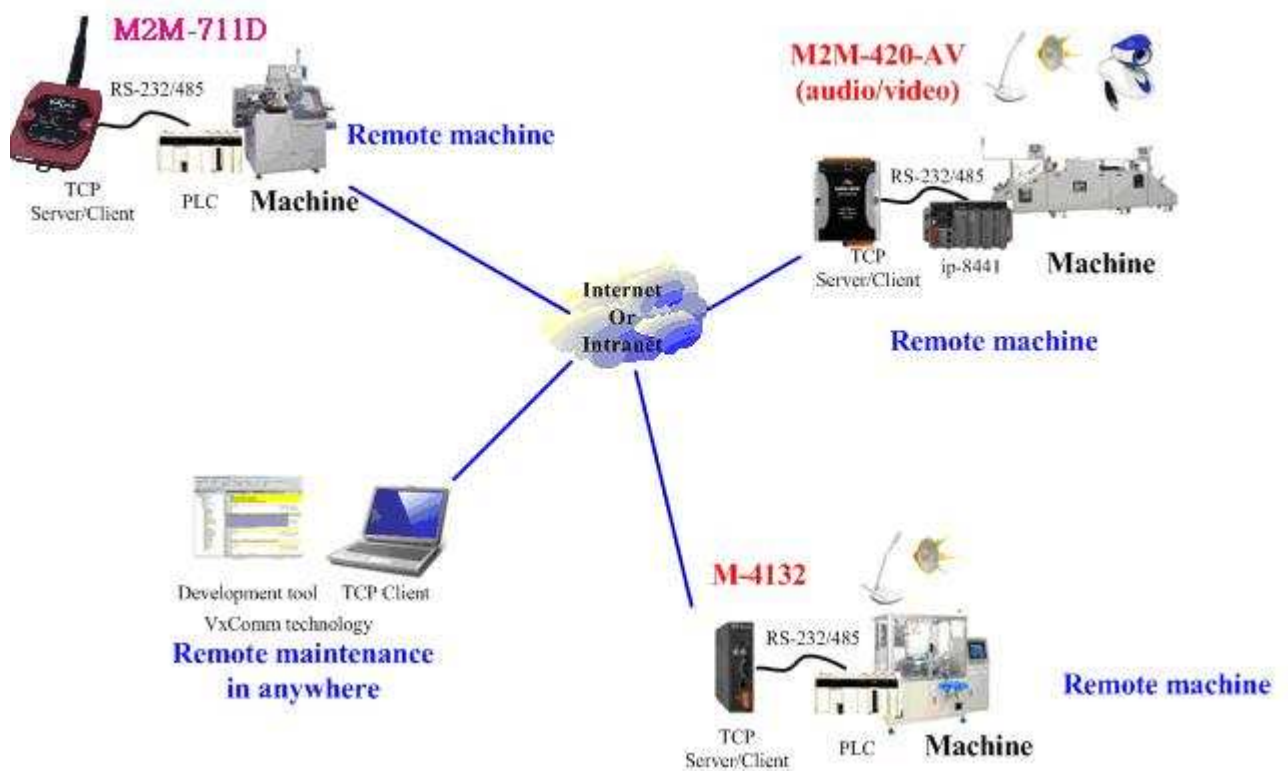 M2M-711D
RS-232/485
Remote machine
TCP
Server/Client
PLC
Machine
M2M-420-AV
(audio/video)
RS-232/485
TCP
Server/Client
ip-8441
Machine
Remote machine
Internet
Or
Intranet
Development tool
TCP Client
VxComm technology
Remote maintenance
in anywhere
M-4132
RS-232/485
TCP
Server/Client
PLC
Machine
Remote machine